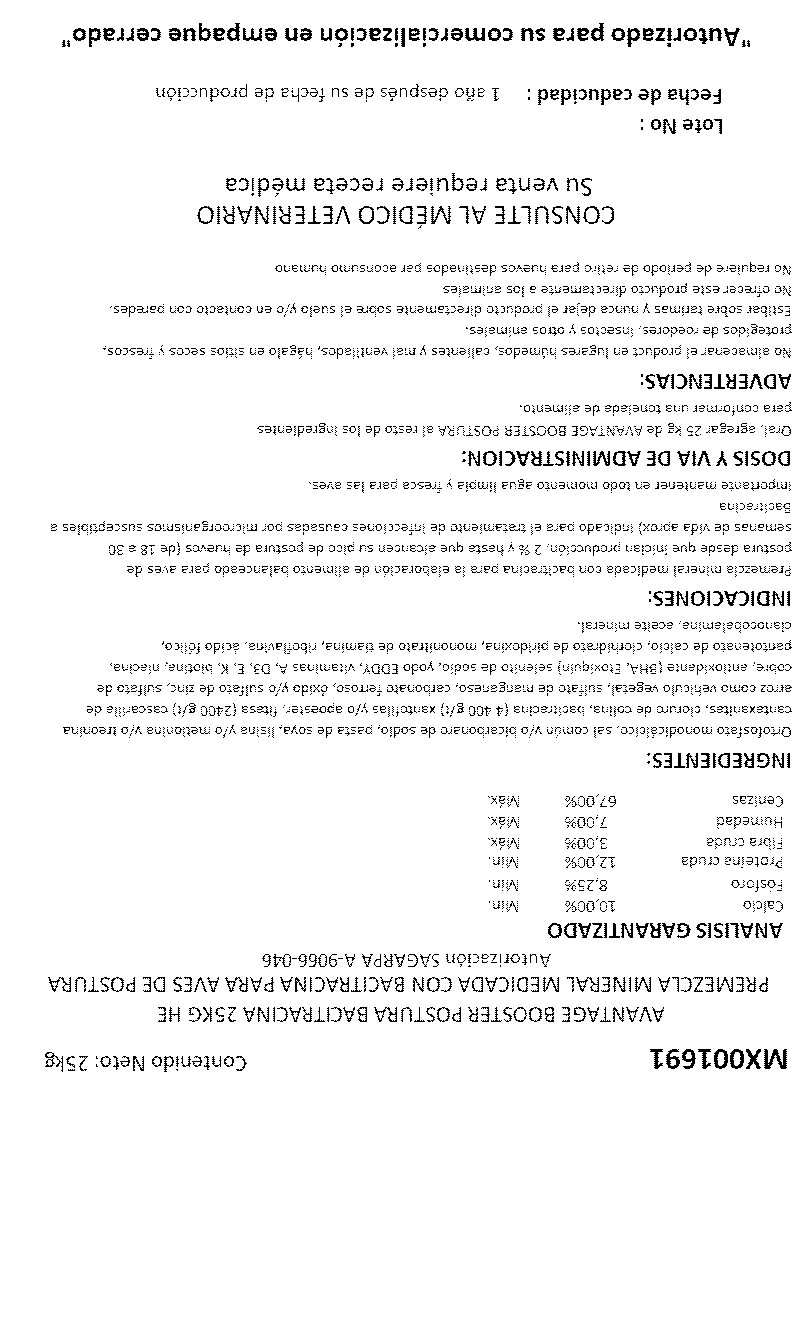 MX001691 Contenido Neto: 25kg
AVANTAGE BOOSTER POSTURA BACITRACINA 25KG HE
PREMEZCLA MINERAL MEDICADA CON BACITRACINA PARA AVES DE POSTURA
Autorización SAGARPA A-9066-046
ANALISIS GARANTIZADO
Calcio 10,00% Min.
Fósforo 8,25% Min.
Proteína cruda 12,00% Min.
Fibra cruda 3,00% Máx.
Humedad 7,00% Máx.
Cenizas 67,00% Máx.
INGREDIENTES:
Ortofosfato monodicálcico, sal común y/o bicarbonaro de sodio, pasta de soya, lisina y/o metionina y/o treonina
cantaxanitas, cloruro de colina, bacitracina (4 400 g/t) xantofilas y/o apoester, fitasa (2400 g/t) cascarilla de
arroz como vehículo vegetal, sulfato de manganeso, carbonato ferroso, óxido y/o sulfato de zinc, sulfato de
cobre, antioxidante (BHA, Etoxiquin) selenito de sodio, yodo EDDY, vitaminas A, D3, E, K, biotina, niacina,
pantotenato de calcio, clorhidrato de piridoxina, mononitrato de tiamina, riboflavina, ácido fólico,
cianocobalamina, aceite mineral.
INDICACIONES:
Premezcla mineral medicada con bacitracina para la elaboración de alimento balanceado para aves de
postura desde que inician producción, 2 % y hasta que alcancen su pico de postura de huevos (de 18 a 30
semanas de vida aprox) indicado para el tratamiento de infecciones causadas por microorganismos susceptibles a
Bacitracina
Importante mantener en todo momento agua limpia y fresca para las aves.
DOSIS Y VIA DE ADMINISTRACION:
Oral, agregar 25 kg de AVANTAGE BOOSTER POSTURA al resto de los ingredientes
para conformar una tonelada de alimento.
ADVERTENCIAS:
No almacenar el product en lugares húmedos, calientes y mal ventilados, hágalo en sitios secos y frescos,
protegidos de roedores, insectos y otros animales.
Estibar sobre tarimas y nunca dejar el producto directamente sobre el suelo y/o en contacto con paredes.
No ofrecer este producto directamente a los animales
No requiere de periodo de retiro para huevos destinados par aconsumo humano
CONSULTE AL MÉDICO VETERINARIO
Su venta requiere receta médica
Lote No :
Fecha de caducidad : 1 año después de su fecha de producción
"Autorizado para su comercialización en empaque cerrado"